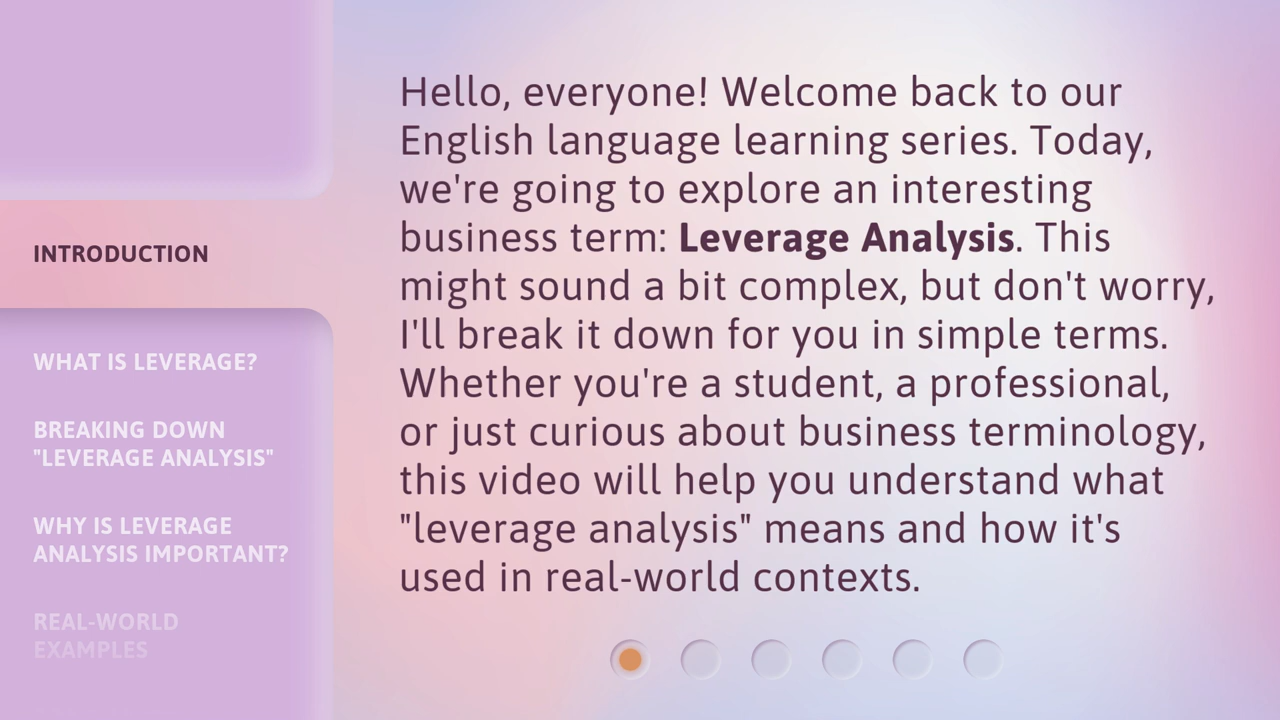 INTRODUCTION
WHAT IS LEVERAGE?
BREAKING DOWN
"LEVERAGE ANALYSIS"
WHY IS LEVERAGE
ANALYSIS IMPORTANT?
REAL-WORLD
EXAMPLES
Hello, everyone! Welcome back to our
English language learning series. Today,
we're going to explore an interesting
business term: Leverage Analysis. This
might sound a bit complex, but don't worry,
I'll break it down for you in simple terms.
Whether you're a student, a professional,
or just curious about business terminology,
this video will help you understand what
"leverage analysis" means and how it's
used in real-world contexts.